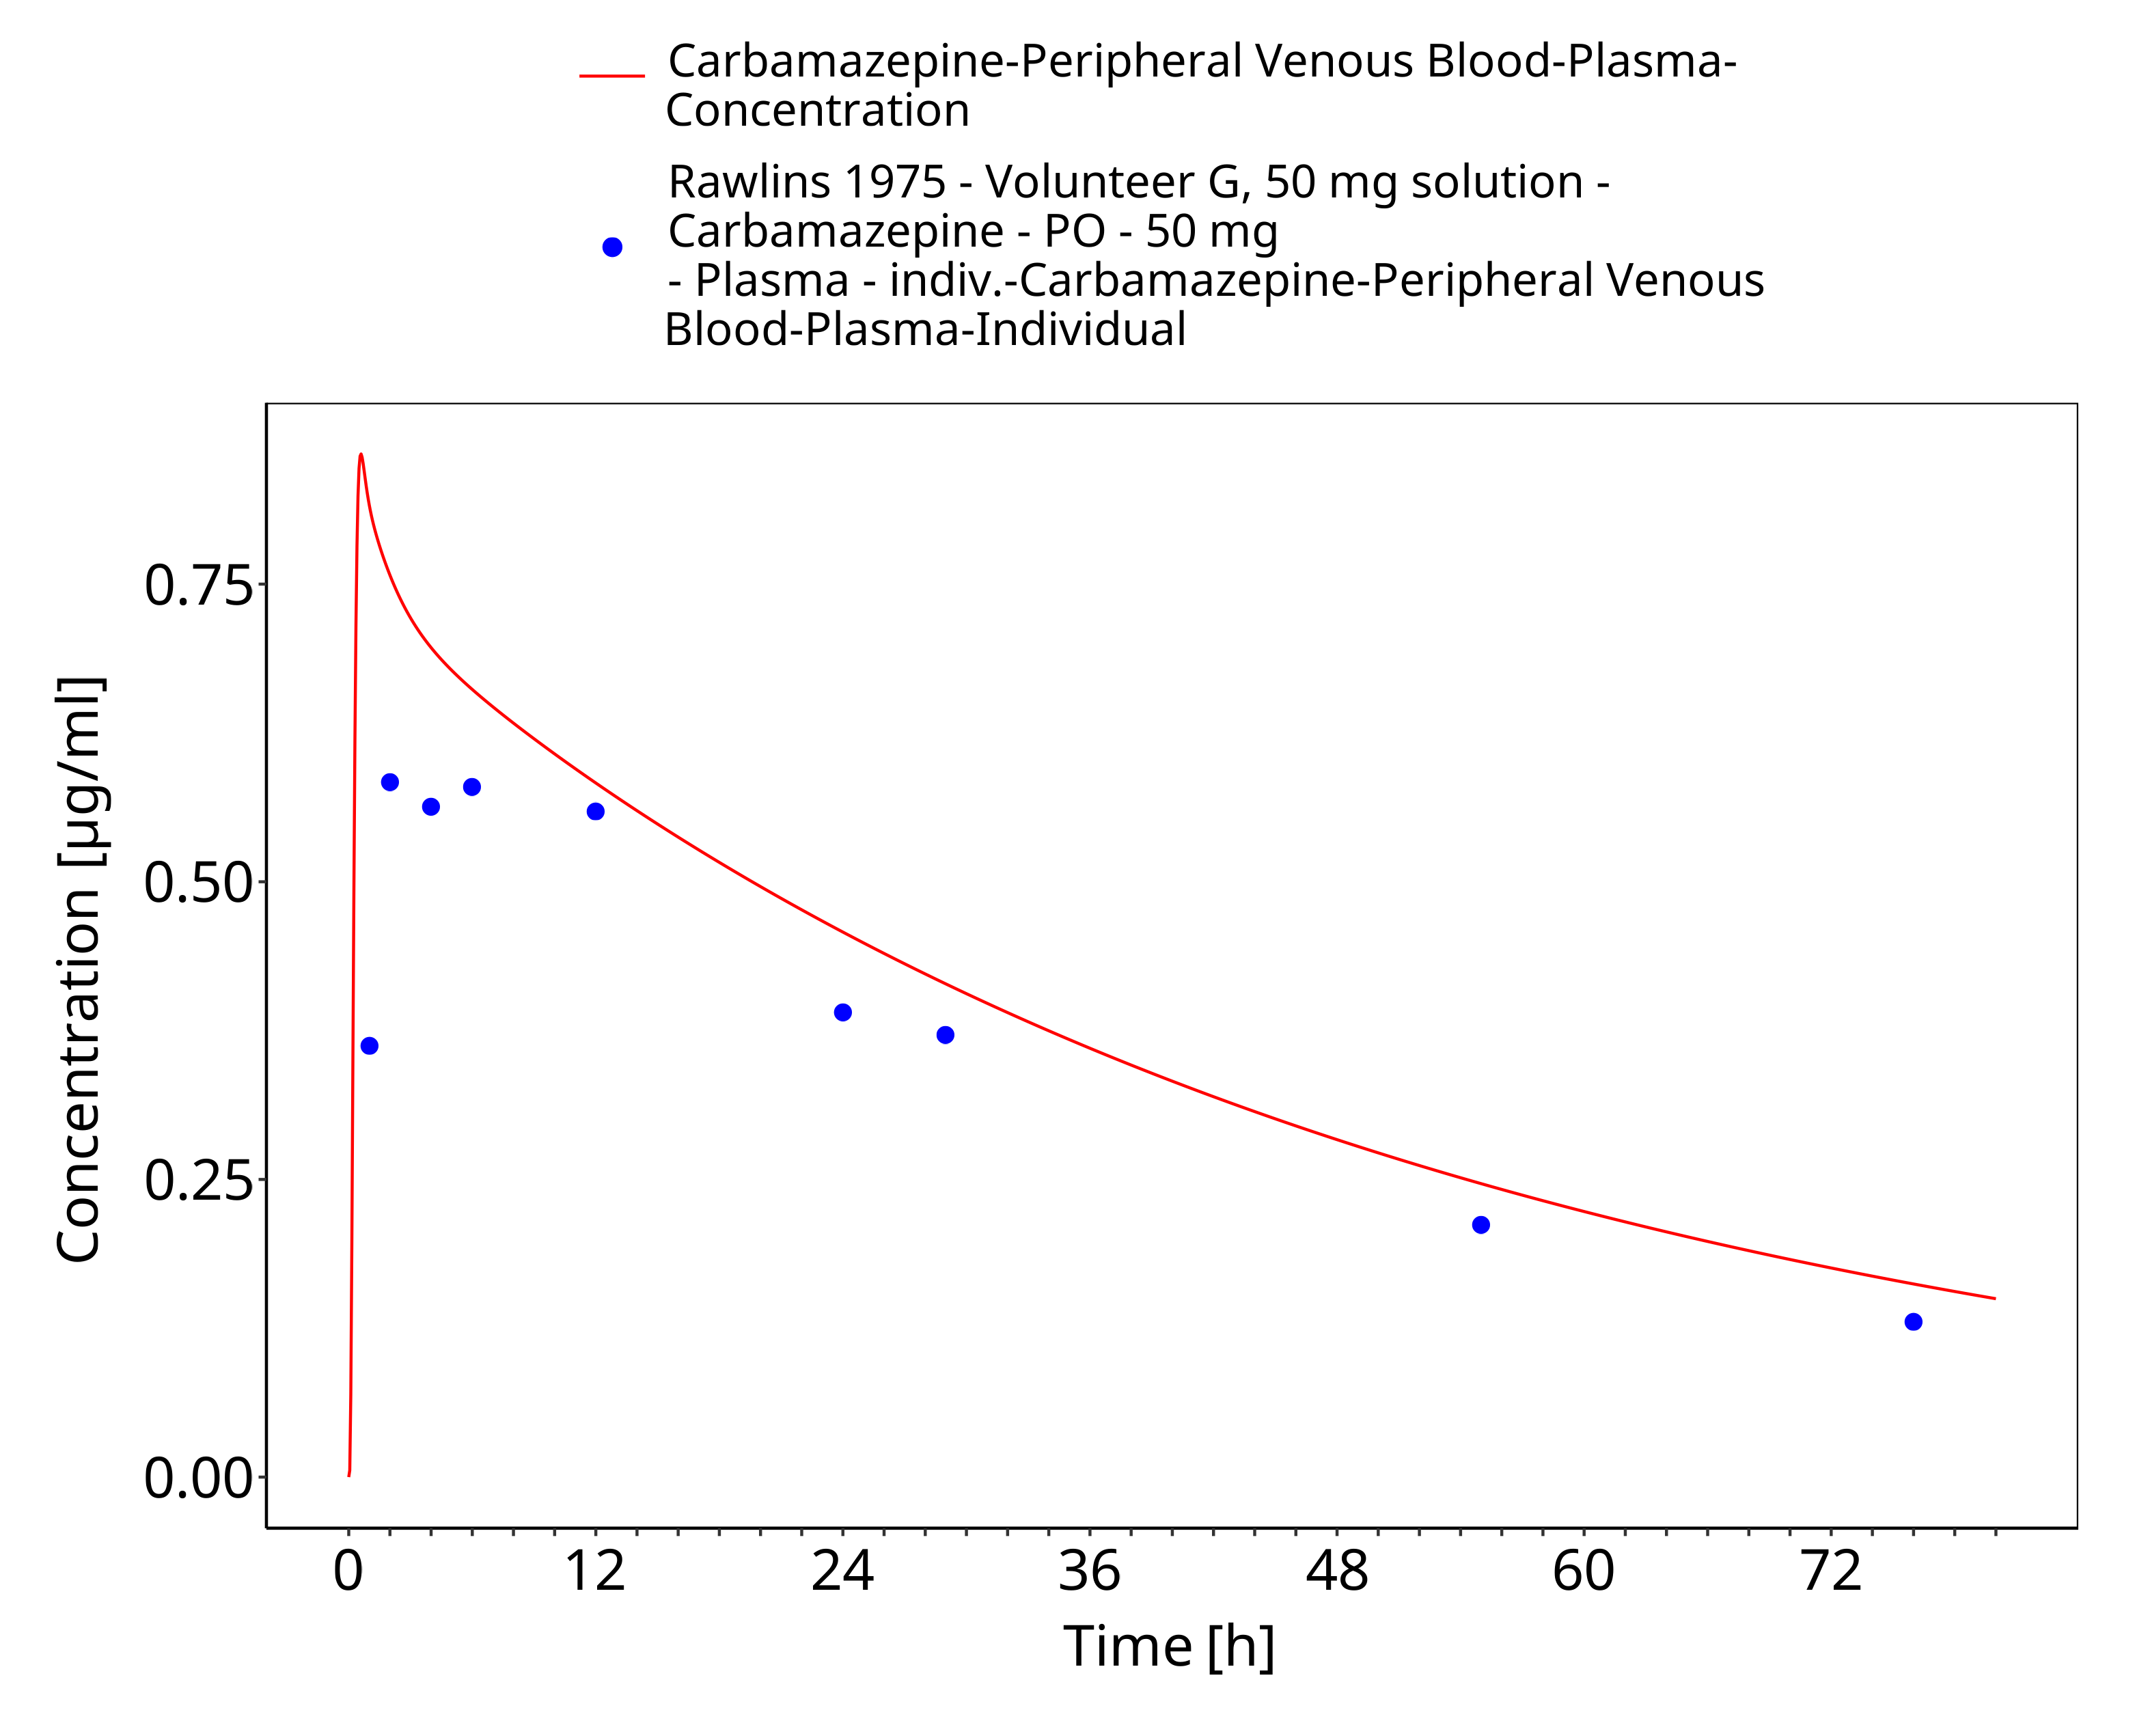 Carbamazepine-Peripheral Venous Blood-Plasma-
Concentration
Rawlins 1975 - Volunteer G, 50 mg solution -
Carbamazepine - PO - 50 mg
- Plasma - indiv.-Carbamazepine-Peripheral Venous
Blood-Plasma-Individual
Concentration [µg/ml]
0.75
0.50
0.25
0.00
0 12 24 36 48 60 72
Time [h]